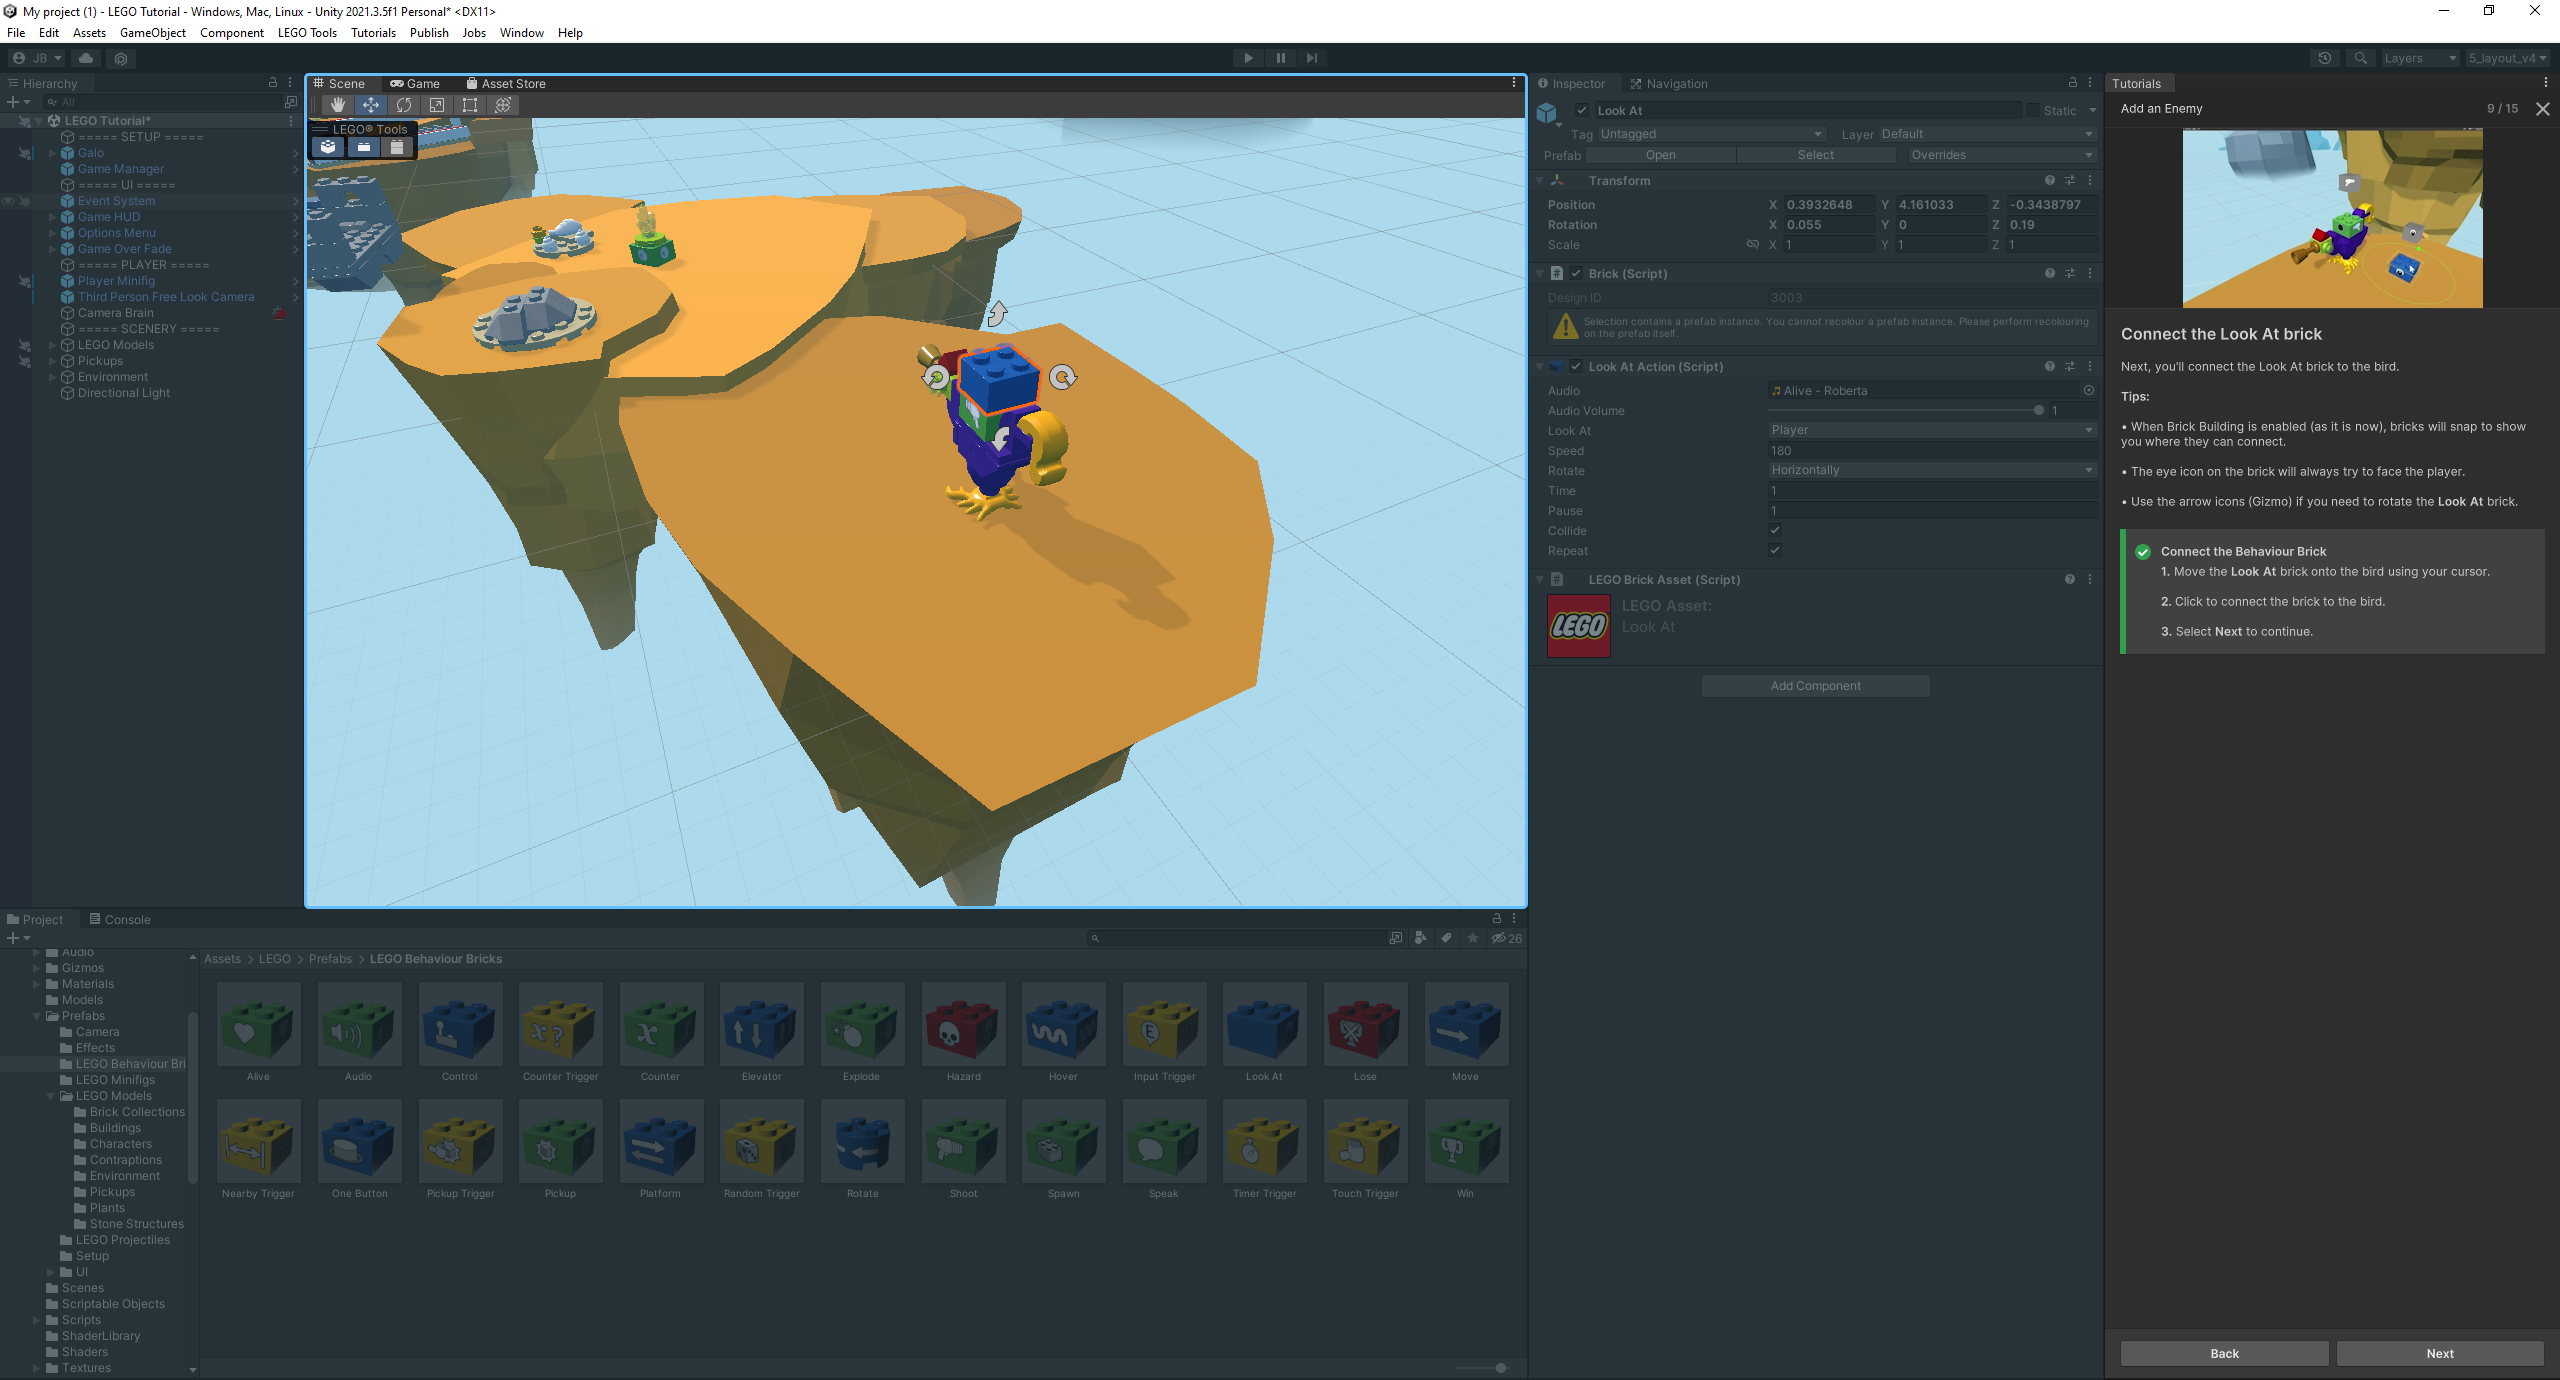 My project (1) - LEGO Tutorial - Windows, Mac, Linux - Unity 2021.3.5f1 Personal* <DX11>
File Edit Assets GameObject Component LEGO Tools Tutorials Publish Jobs Window Help
JB
Layers
5_layout_v4
Hierarchy
All
LEGO Tutorial*
===== SETUP =====
Galo
Game Manager
===== UI =====
Event System
Game HUD
Options Menu
Game Over Fade
===== PLAYER =====
Player Minifig
Third Person Free Look Camera
Camera Brain
===== SCENERY =====
LEGO Models
Pickups
Environment
Directional Light
Scene Game Asset Store
LEGO® Tools
Inspector Navigation
Look At Static
Tag Untagged Layer Default
Prefab Open Select Overrides
Transform
Position X 0.3932648 Y 4.161033 Z -0.3438797
Rotation X 0.055 Y 0 Z 0.19
Scale X 1 Y 1 Z 1
Brick (Script)
Design ID 3003
Selection contains a prefab instance. You cannot recolour a prefab instance. Please perform recolouring
on the prefab itself.
Look At Action (Script)
Audio Alive - Roberta
Audio Volume 1
Look At Player
Speed 180
Rotate Horizontally
Time 1
Pause 1
Collide
Repeat
LEGO Brick Asset (Script)
LEGO
LEGO Asset:
Look At
Add Component
Tutorials
Add an Enemy 9 / 15
Connect the Look At brick
Next, you'll connect the Look At brick to the bird.
Tips:
• When Brick Building is enabled (as it is now), bricks will snap to show
you where they can connect.
• The eye icon on the brick will always try to face the player.
• Use the arrow icons (Gizmo) if you need to rotate the Look At brick.
Connect the Behaviour Brick
1. Move the Look At brick onto the bird using your cursor.
2. Click to connect the brick to the bird.
3. Select Next to continue.
Back Next
Project Console
26
Audio
Gizmos
Materials
Models
Prefabs
Camera
Effects
LEGO Behaviour Bri
LEGO Minifigs
LEGO Models
Brick Collections
Buildings
Characters
Contraptions
Environment
Pickups
Plants
Stone Structures
LEGO Projectiles
Setup
UI
Scenes
Scriptable Objects
Scripts
ShaderLibrary
Shaders
Textures
Assets > LEGO > Prefabs > LEGO Behaviour Bricks
Alive Audio Control Counter Trigger Counter Elevator Explode Hazard Hover Input Trigger Look At Lose Move
Nearby Trigger One Button Pickup Trigger Pickup Platform Random Trigger Rotate Shoot Spawn Speak Timer Trigger Touch Trigger Win